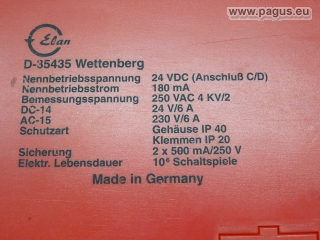 www.pagus.eu
Elan
D-35435 Wettenberg
Nennbetriebsspannung 24 VDC (Anschluß C/D)
Nennbetriebsstrom 180 mA
Bemessungsspannung 250 VAC 4 KV/2
DC-14 24 V/6 A
AC-15 230 V/6 A
Schutzart Gehäuse IP 40
Klemmen IP 20
Sicherung 2 x 500 mA/250 V
Elektr. Lebensdauer 10⁶ Schaltspiele
Made in Germany